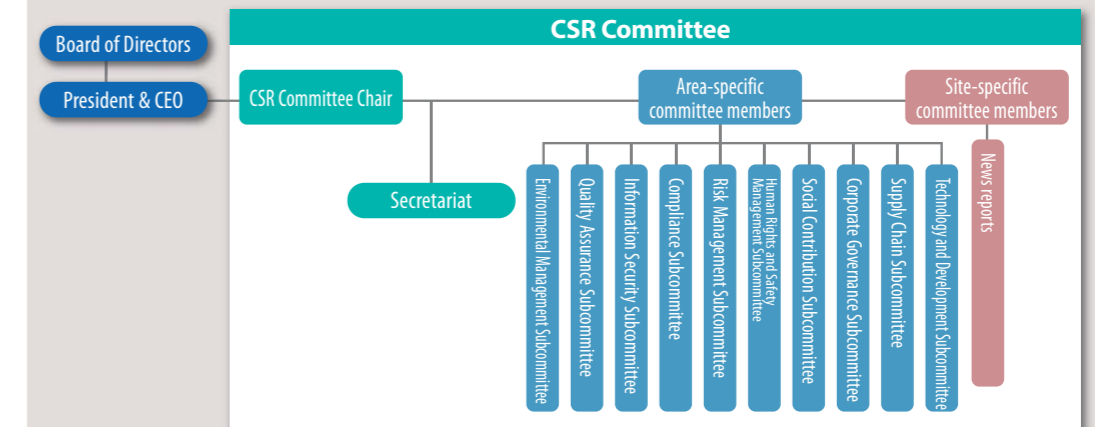 CSR Committee
Board of Directors
President & CEO
CSR Committee Chair
Area-specific
committee members
Site-specific
committee members
Secretariat
Environmental Management Subcommittee
Quality Assurance Subcommittee
Information Security Subcommittee
Compliance Subcommittee
Risk Management Subcommittee
Human Rights and Safety
Management Subcommittee
Social Contribution Subcommittee
Corporate Governance Subcommittee
Supply Chain Subcommittee
Technology and Development Subcommittee
News reports